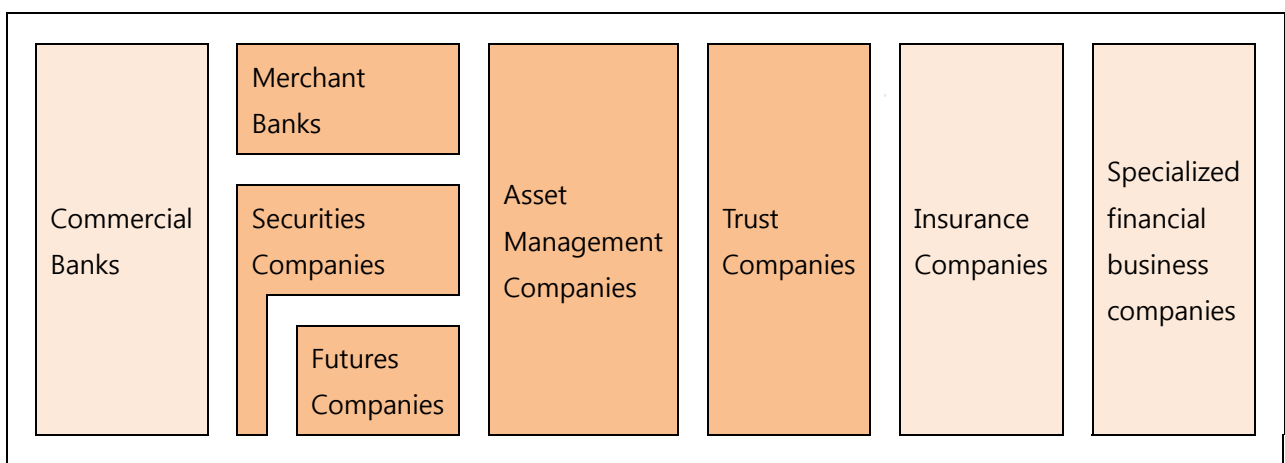 Commercial
Banks
Merchant
Banks
Securities
Companies
Futures
Companies
Asset
Management
Companies
Trust
Companies
Insurance
Companies
Specialized
financial
business
companies